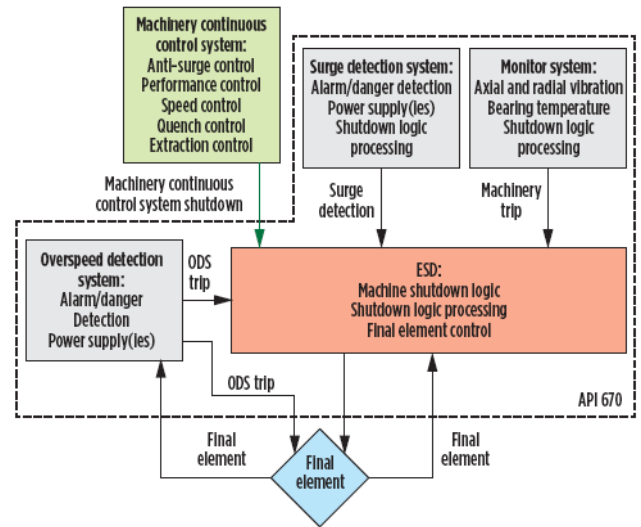 Machinery continuous
control system:
Anti-surge control
Performance control
Speed control
Quench control
Extraction control
Surge detection system:
Alarm/danger detection
Power supply(ies)
Shutdown logic
processing
Monitor system:
Axial and radial vibration
Bearing temperature
Shutdown logic
processing
Machinery continuous
control system shutdown
Surge
detection
Machinery
trip
Overspeed detection
system:
Alarm/danger
Detection
Power supply(ies)
ODS
trip
ESD:
Machine shutdown logic
Shutdown logic processing
Final element control
ODS trip
API 670
Final
element
Final
element
Final
element